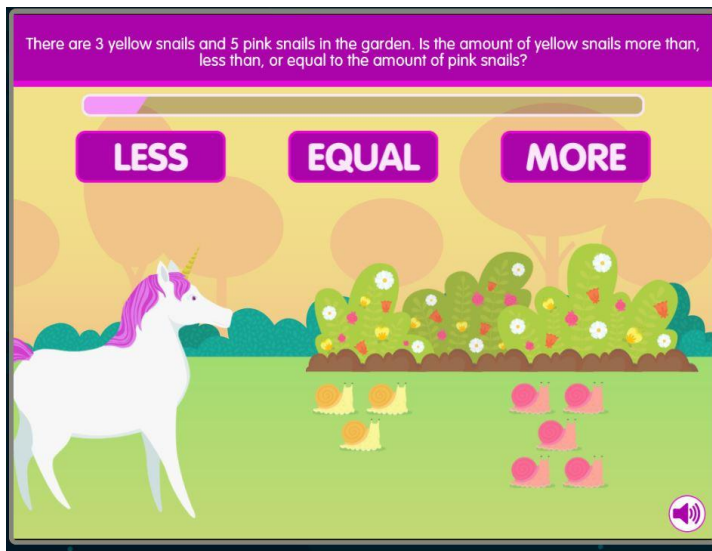 There are 3 yellow snails and 5 pink snails in the garden. Is the amount of yellow snails more than,
less than, or equal to the amount of pink snails?
LESS
EQUAL
MORE